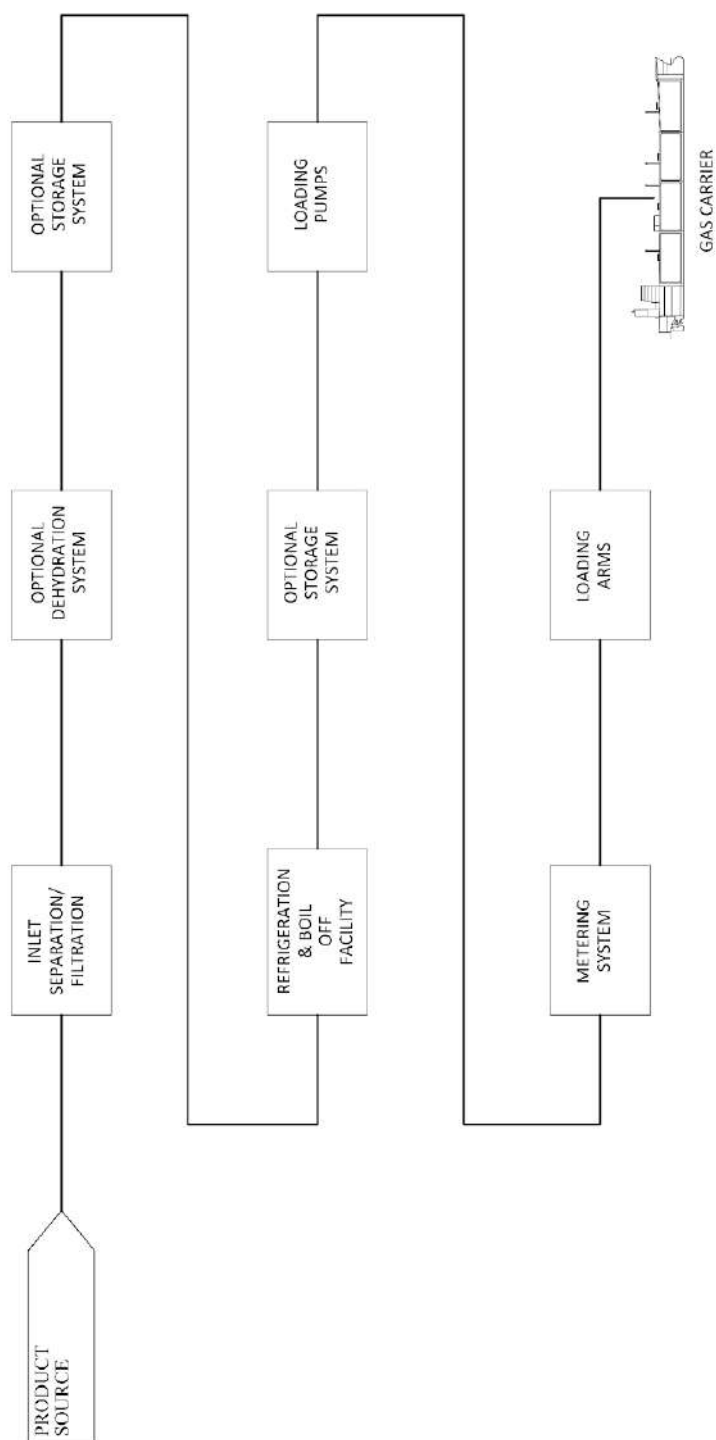 PRODUCT
SOURCE
INLET
SEPARATION/
FILTRATION
OPTIONAL
DEHYDRATION
SYSTEM
OPTIONAL
STORAGE
SYSTEM
REFRIGERATION
& BOIL
OFF
FACILITY
OPTIONAL
STORAGE
SYSTEM
LOADING
PUMPS
METERING
SYSTEM
LOADING
ARMS
GAS CARRIER